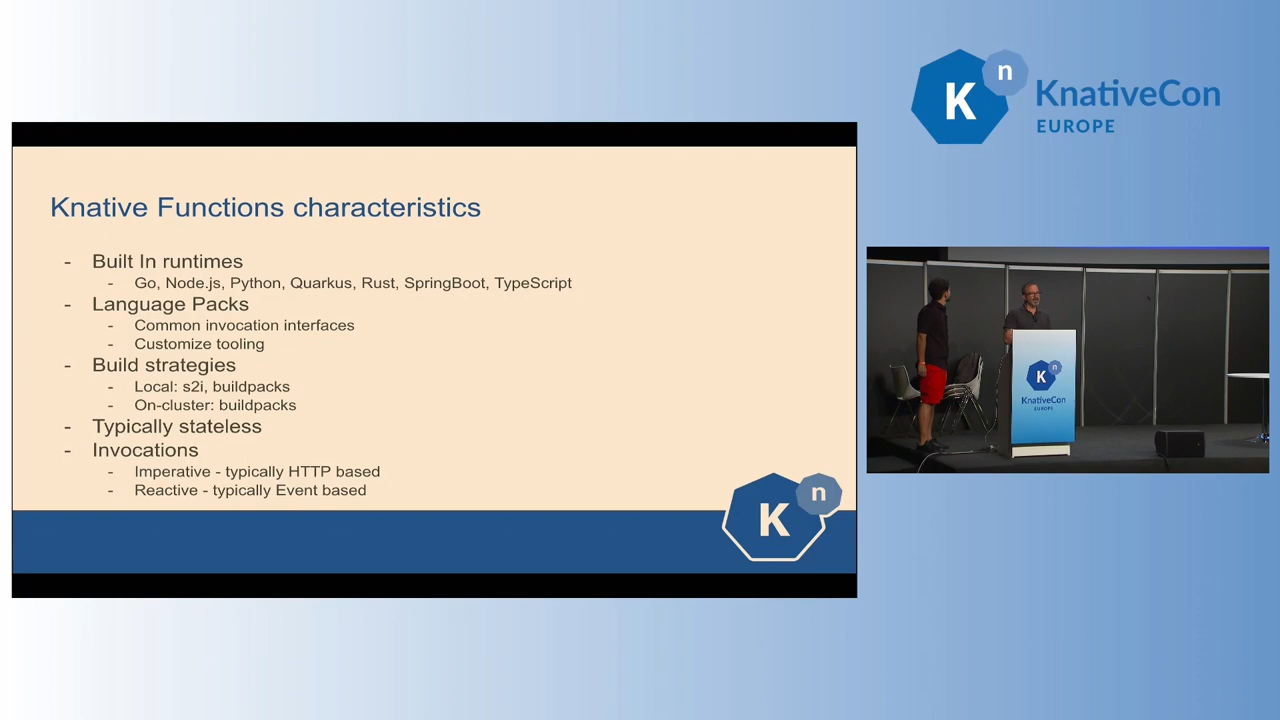 K n KnativeCon
EUROPE
Knative Functions characteristics
- Built In runtimes
- Go, Node.js, Python, Quarkus, Rust, SpringBoot, TypeScript
- Language Packs
- Common invocation interfaces
- Customize tooling
- Build strategies
- Local: s2i, buildpacks
- On-cluster: buildpacks
- Typically stateless
- Invocations
- Imperative - typically HTTP based
- Reactive - typically Event based
K n
K n
KnativeCon
EUROPE